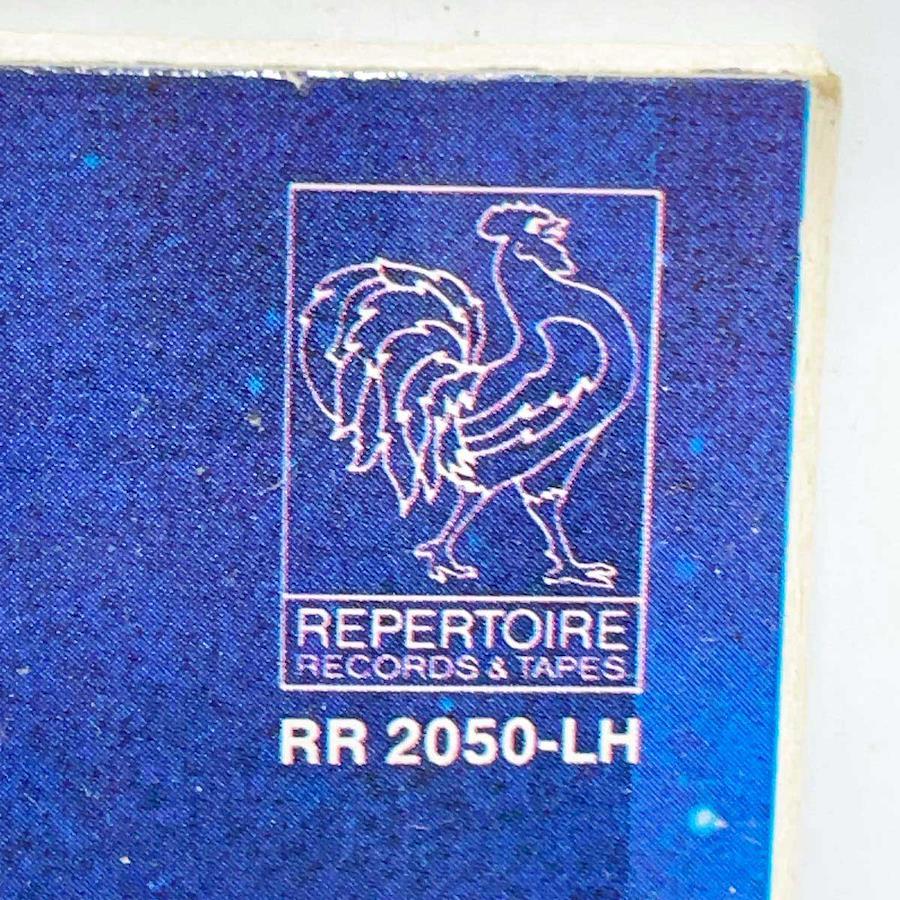 REPERTOIRE
RECORDS & TAPES
RR 2050-LH